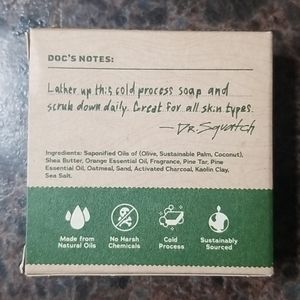 DOC'S NOTES:
Lather up this cold process soap and
scrub down daily. Great for all skin types.
— Dr. Squatch
Ingredients: Saponified Oils of (Olive, Sustainable Palm, Coconut),
Shea Butter, Orange Essential Oil, Fragrance, Pine Tar, Pine
Essential Oil, Oatmeal, Sand, Activated Charcoal, Kaolin Clay,
Sea Salt.
Made from
Natural Oils
No Harsh
Chemicals
Cold
Process
Sustainably
Sourced